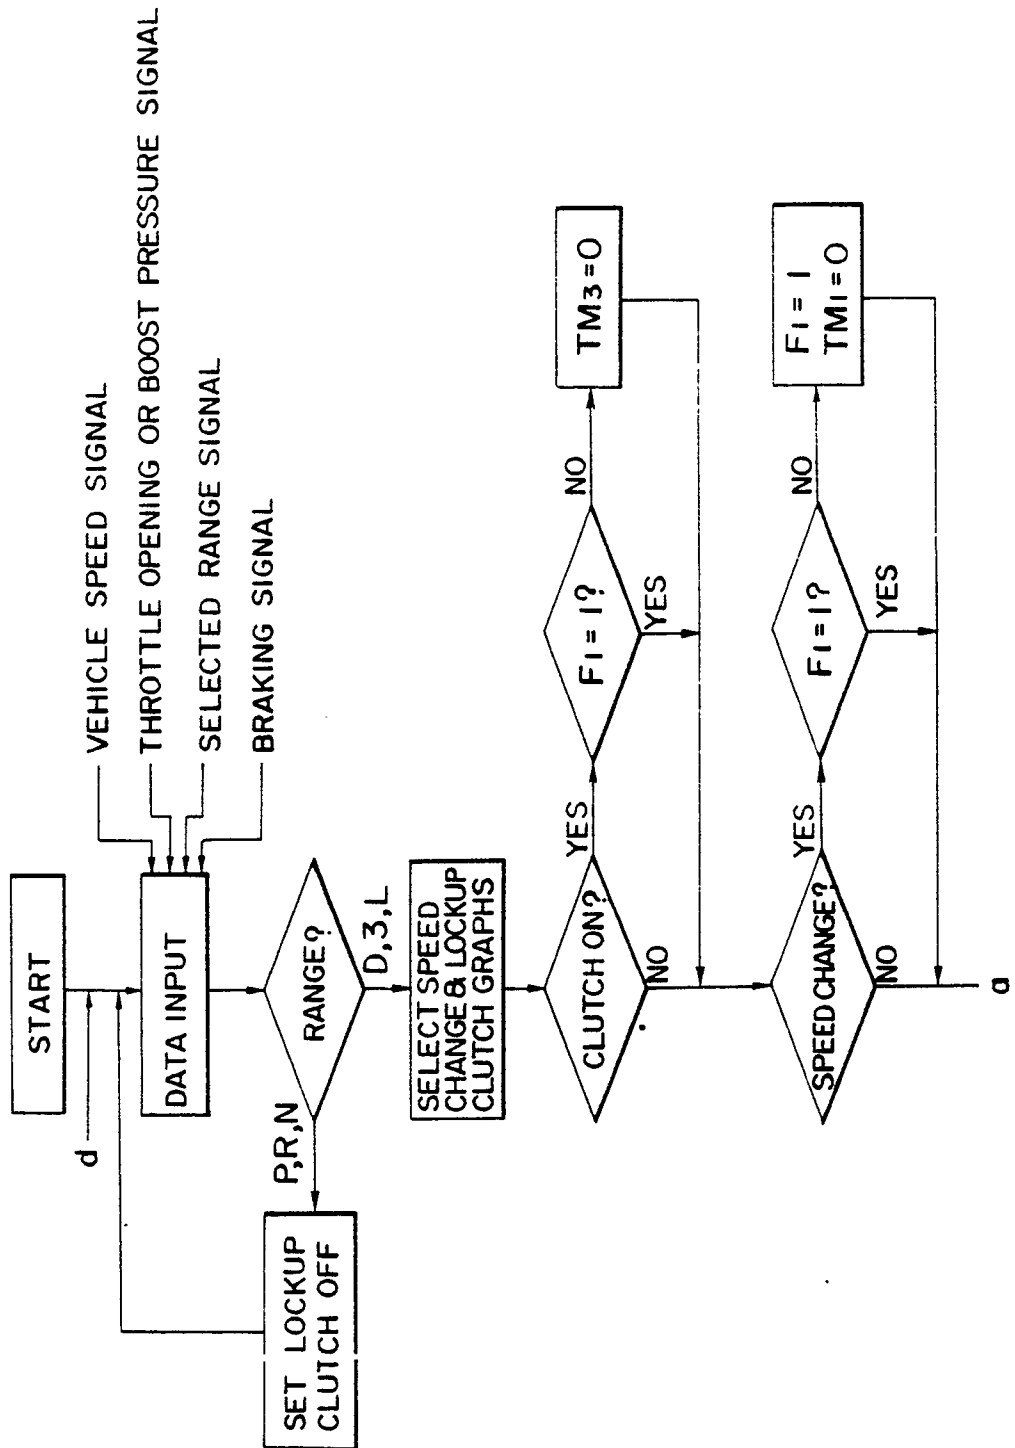 START
d
VEHICLE SPEED SIGNAL
THROTTLE OPENING OR BOOST PRESSURE SIGNAL
SELECTED RANGE SIGNAL
BRAKING SIGNAL
DATA INPUT
RANGE?
P,R,N
D,3,L
SET LOCKUP
CLUTCH OFF
SELECT SPEED
CHANGE & LOCKUP
CLUTCH GRAPHS
CLUTCH ON?
YES
NO
F1=1?
NO
YES
TM3=0
SPEED CHANGE?
YES
NO
F1=1?
NO
YES
F1=1
TM1=0
a